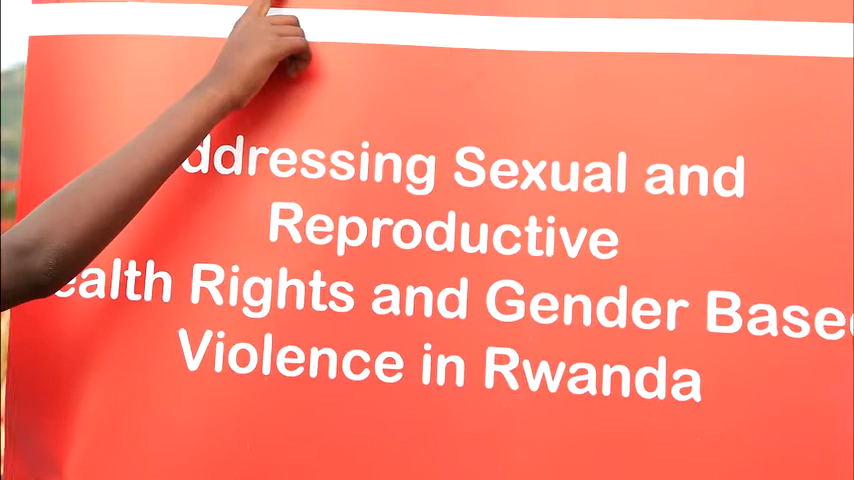 ddressing Sexual and
Reproductive
ealth Rights and Gender Based
Violence in Rwanda